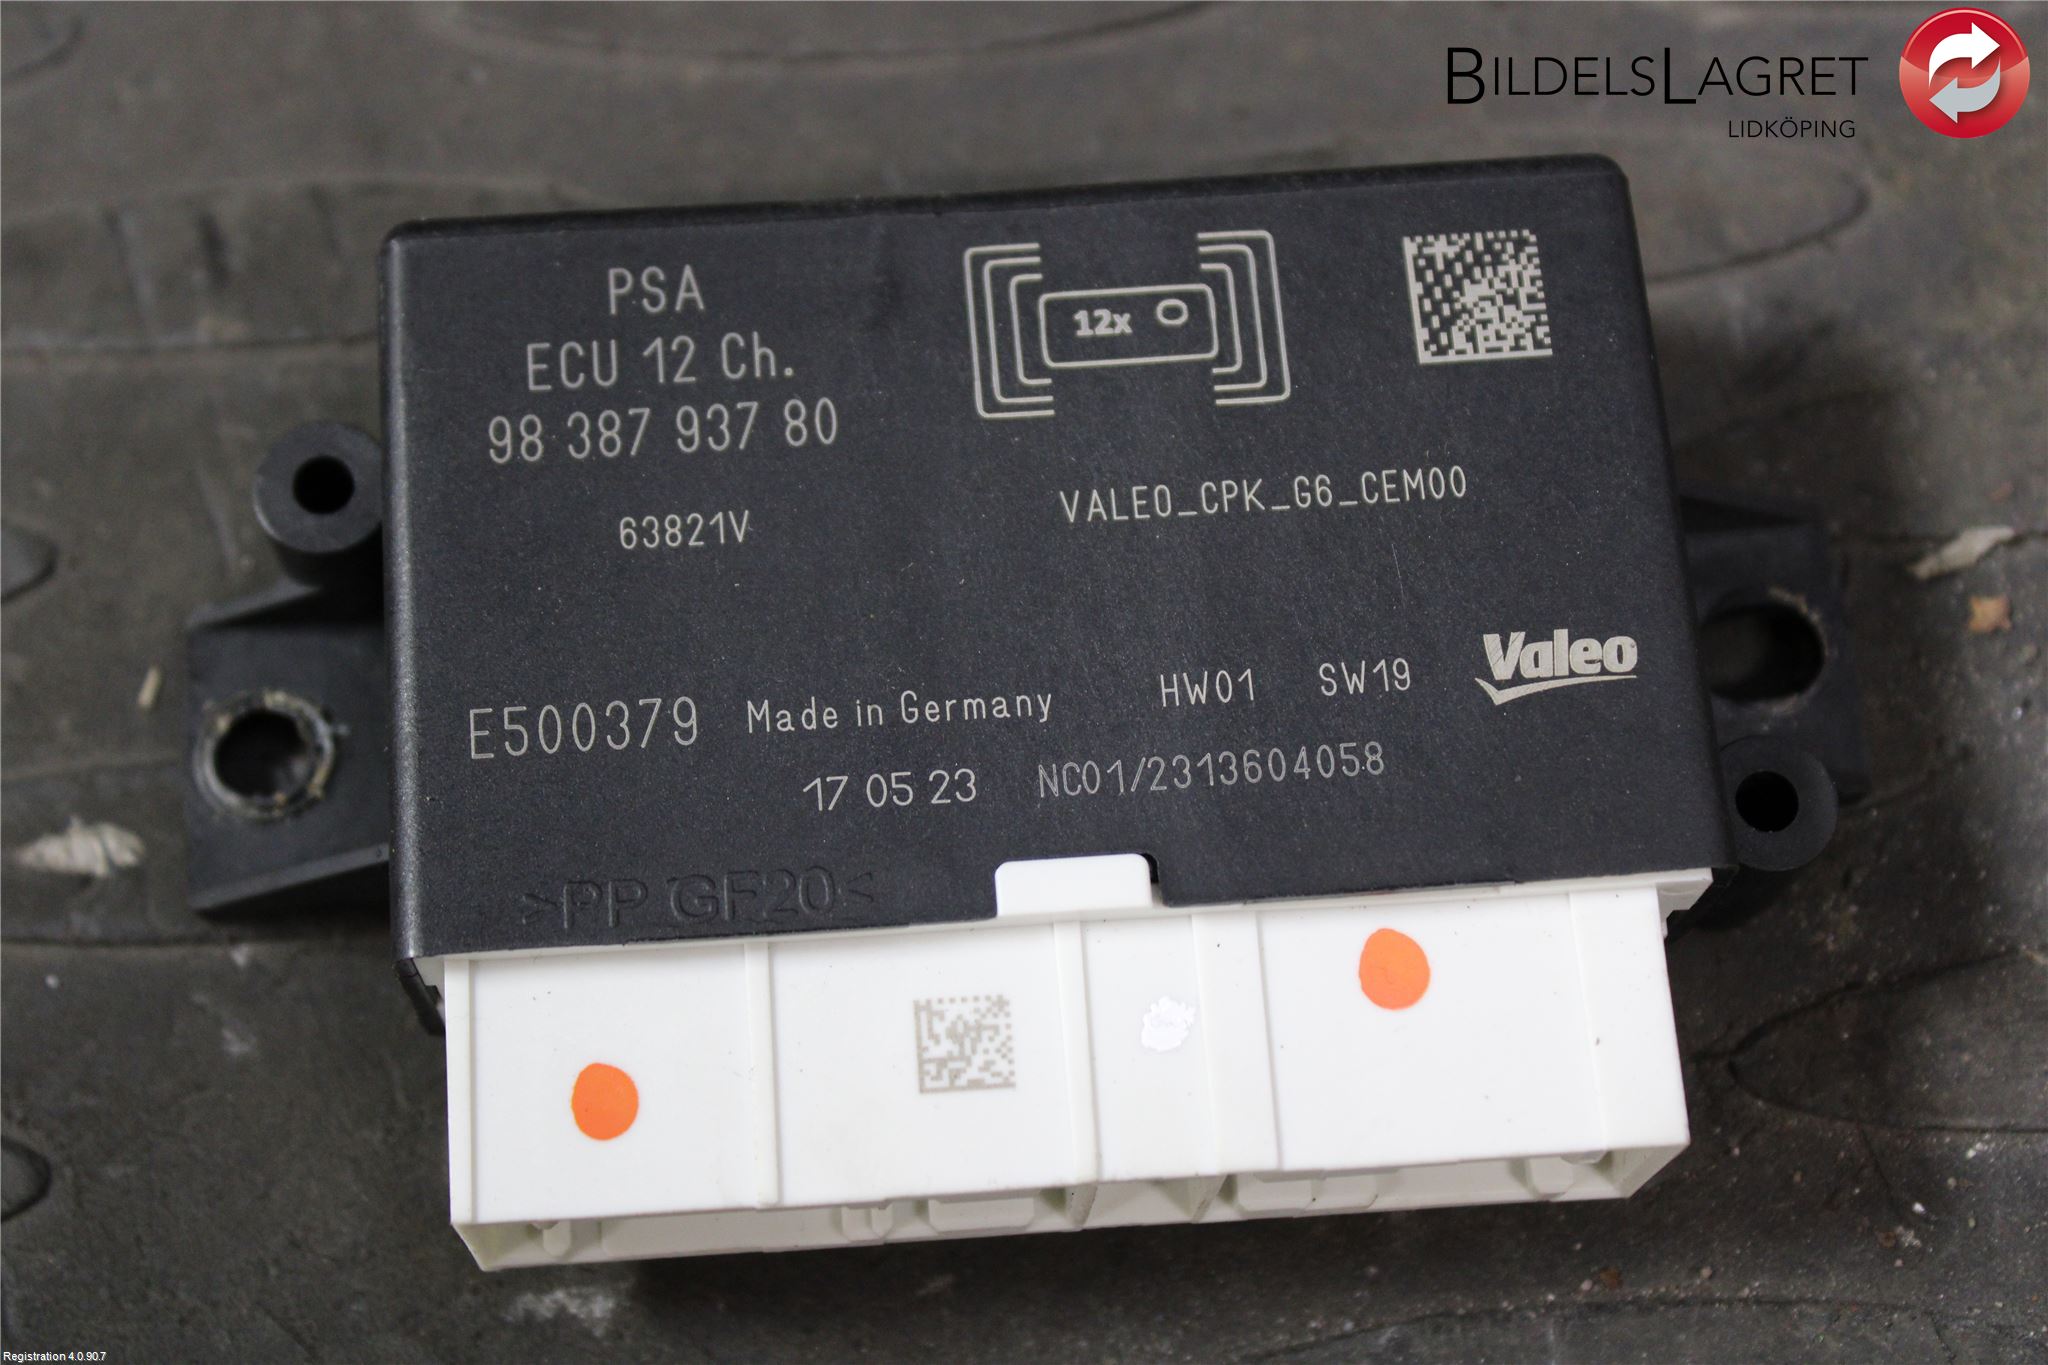 BILDELSLAGRET
LIDKÖPING
PSA
ECU 12 Ch.
98 387 937 80
63821V
12x
VALEO_CPK_G6_CEM00
Valeo
E500379 Made in Germany HW01 SW19
17 05 23 NC01/2313604058
>PP GF20<
Registration 4.0.90.7